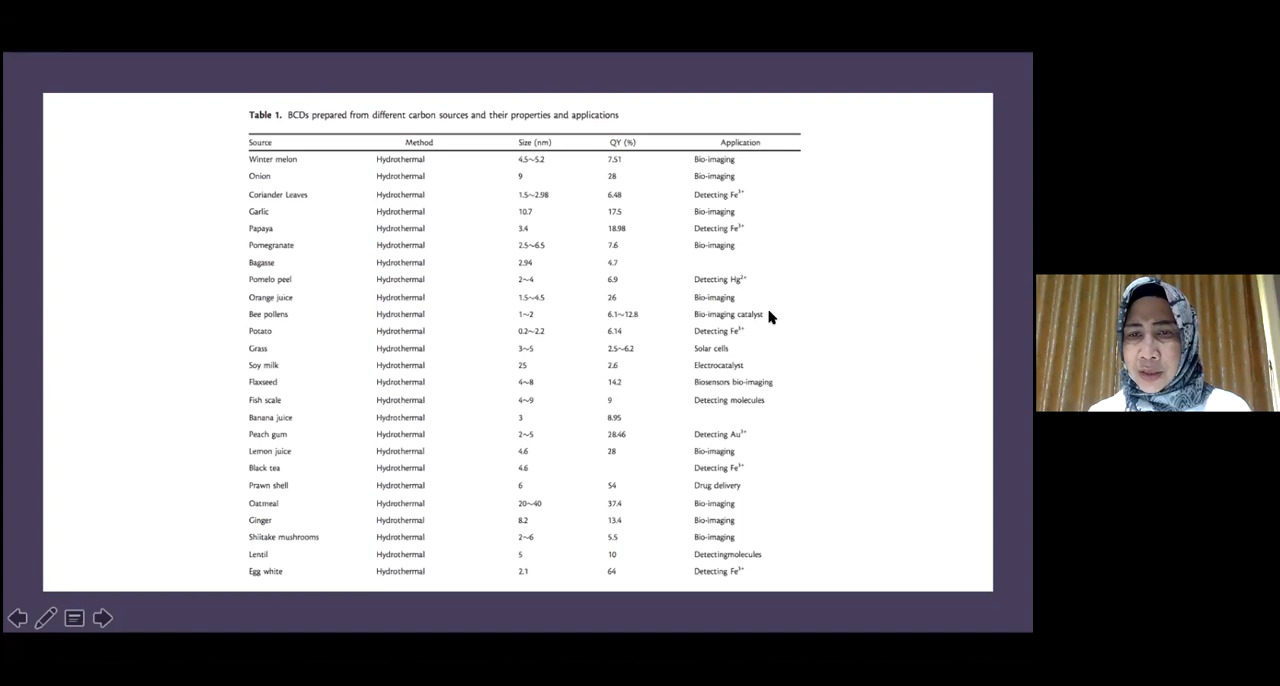 Table 1. BCDs prepared from different carbon sources and their properties and applications
Source Method Size (nm) QY (%) Application
Winter melon Hydrothermal 4.5~5.2 7.51 Bio-imaging
Onion Hydrothermal 9 28 Bio-imaging
Coriander Leaves Hydrothermal 1.5~2.98 6.48 Detecting Fe³⁺
Garlic Hydrothermal 10.7 17.5 Bio-imaging
Papaya Hydrothermal 3.4 18.98 Detecting Fe³⁺
Pomegranate Hydrothermal 2.5~6.5 7.6 Bio-imaging
Bagasse Hydrothermal 2.94 4.7
Pomelo peel Hydrothermal 2~4 6.9 Detecting Hg²⁺
Orange juice Hydrothermal 1.5~4.5 26 Bio-imaging
Bee pollens Hydrothermal 1~2 6.1~12.8 Bio-imaging catalyst
Potato Hydrothermal 0.2~2.2 6.14 Detecting Fe³⁺
Grass Hydrothermal 3~5 2.5~6.2 Solar cells
Soy milk Hydrothermal 25 2.6 Electrocatalyst
Flaxseed Hydrothermal 4~8 14.2 Biosensors bio-imaging
Fish scale Hydrothermal 4~9 9 Detecting molecules
Banana juice Hydrothermal 3 8.95
Peach gum Hydrothermal 2~5 28.46 Detecting Au³⁺
Lemon juice Hydrothermal 4.6 28 Bio-imaging
Black tea Hydrothermal 4.6 Detecting Fe³⁺
Prawn shell Hydrothermal 6 54 Drug delivery
Oatmeal Hydrothermal 20~40 37.4 Bio-imaging
Ginger Hydrothermal 8.2 13.4 Bio-imaging
Shiitake mushrooms Hydrothermal 2~6 5.5 Bio-imaging
Lentil Hydrothermal 5 10 Detectingmolecules
Egg white Hydrothermal 2.1 64 Detecting Fe³⁺